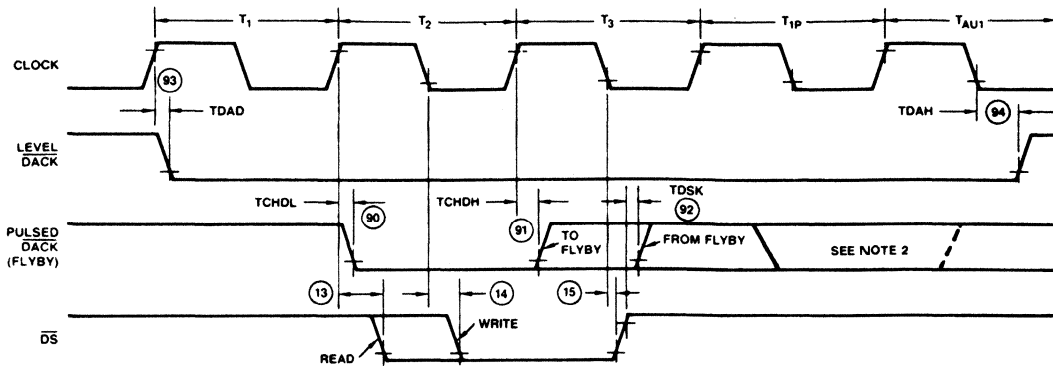 T1 T2 T3 T1P TAU1
CLOCK
93
TDAD
TDAH
94
LEVEL
DACK
TCHDL
90
TCHDH
91
TDSK
92
PULSED
DACK
(FLYBY)
TO
FLYBY
FROM FLYBY
SEE NOTE 2
13
14
15
DS
READ
WRITE